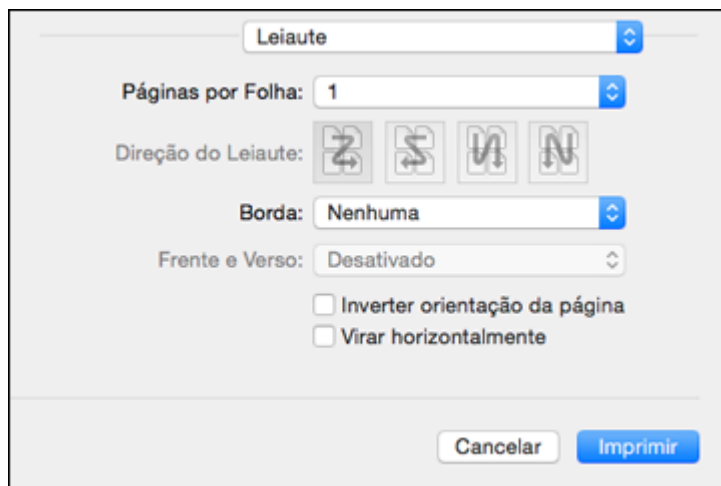 Leiaute
Páginas por Folha: 1
Direção do Leiaute:
Borda: Nenhuma
Frente e Verso: Desativado
Inverter orientação da página
Virar horizontalmente
Cancelar Imprimir